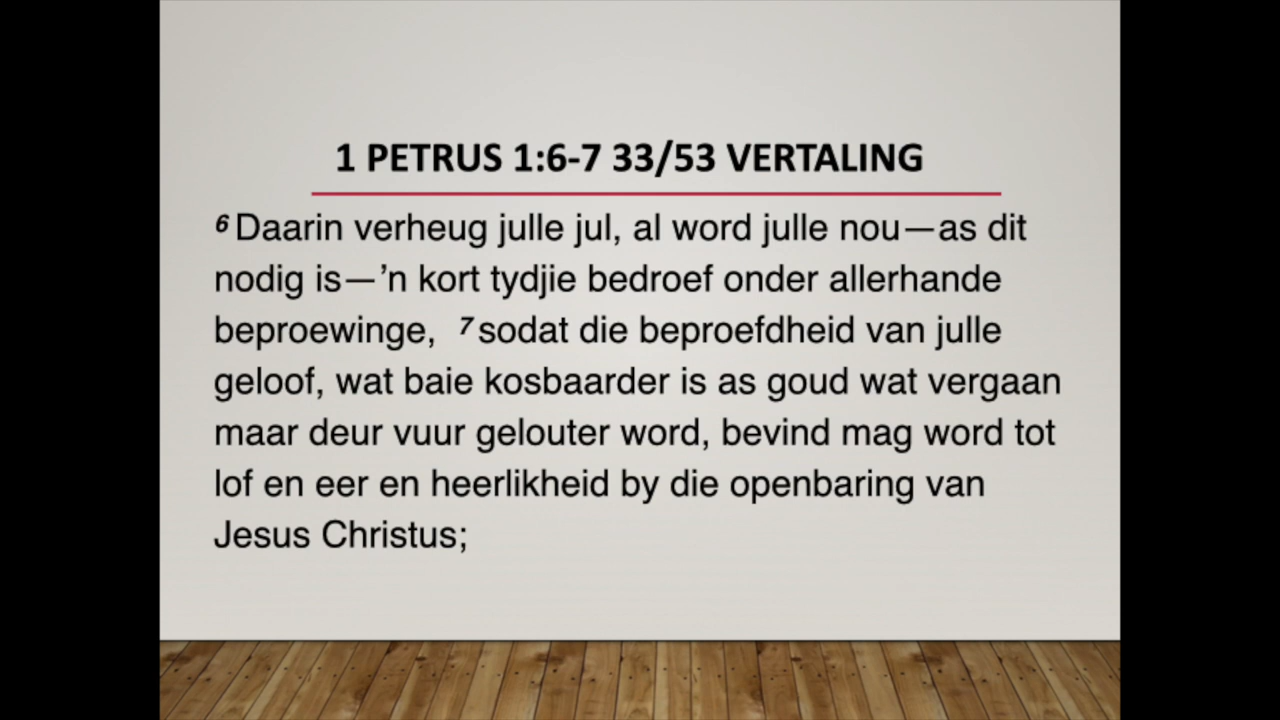 1 PETRUS 1:6-7 33/53 VERTALING
6 Daarin verheug julle jul, al word julle nou—as dit
nodig is—’n kort tydjie bedroef onder allerhande
beproewinge, 7 sodat die beproefdheid van julle
geloof, wat baie kosbaarder is as goud wat vergaan
maar deur vuur gelouter word, bevind mag word tot
lof en eer en heerlikheid by die openbaring van
Jesus Christus;